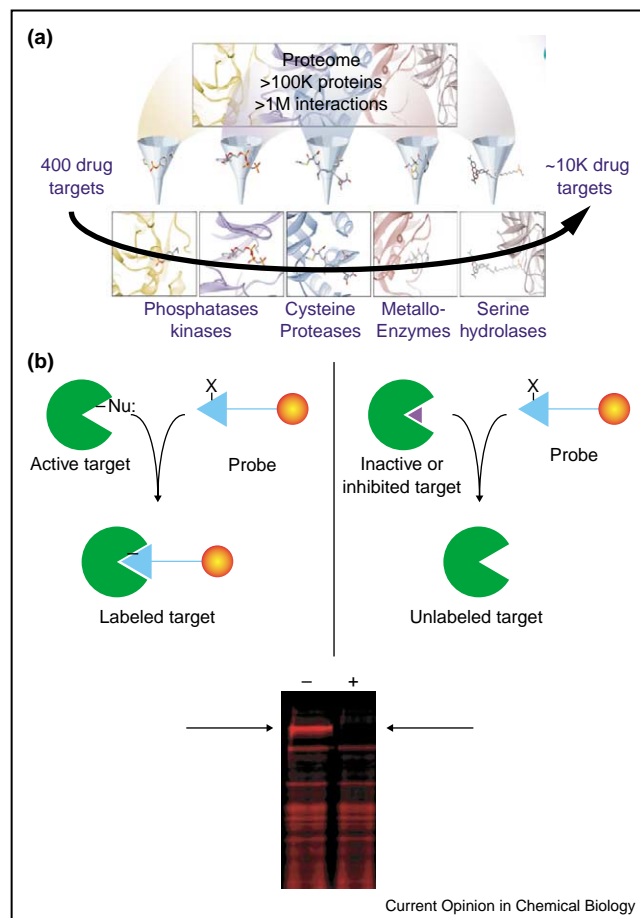 (a)
Proteome
>100K proteins
>1M interactions
400 drug
targets
~10K drug
targets
Phosphatases
kinases
Cysteine
Proteases
Metallo-
Enzymes
Serine
hydrolases
(b)
–Nu:
X
Active target
Probe
Labeled target
X
Inactive or
inhibited target
Probe
Unlabeled target
– +
Current Opinion in Chemical Biology